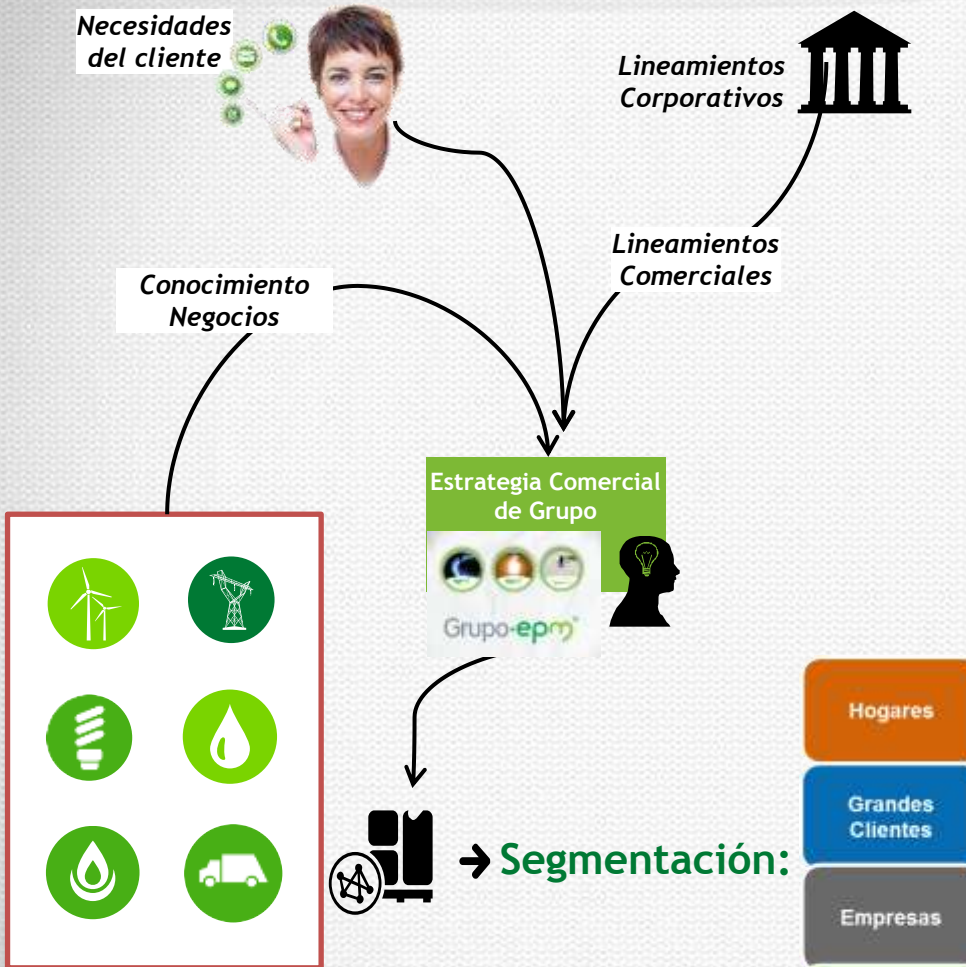 Necesidades
del cliente
Lineamientos
Corporativos
Lineamientos
Comerciales
Conocimiento
Negocios
Estrategia Comercial
de Grupo
Grupo-epm®
Segmentación:
Hogares
Grandes
Clientes
Empresas